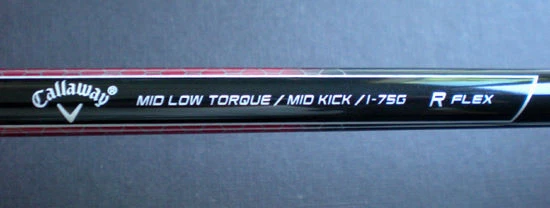 Callaway®
MID LOW TORQUE / MID KICK / I-75G R FLEX